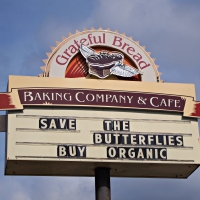 Grateful Bread
BAKING COMPANY & CAFE
SAVE THE
BUTTERFLIES
BUY ORGANIC